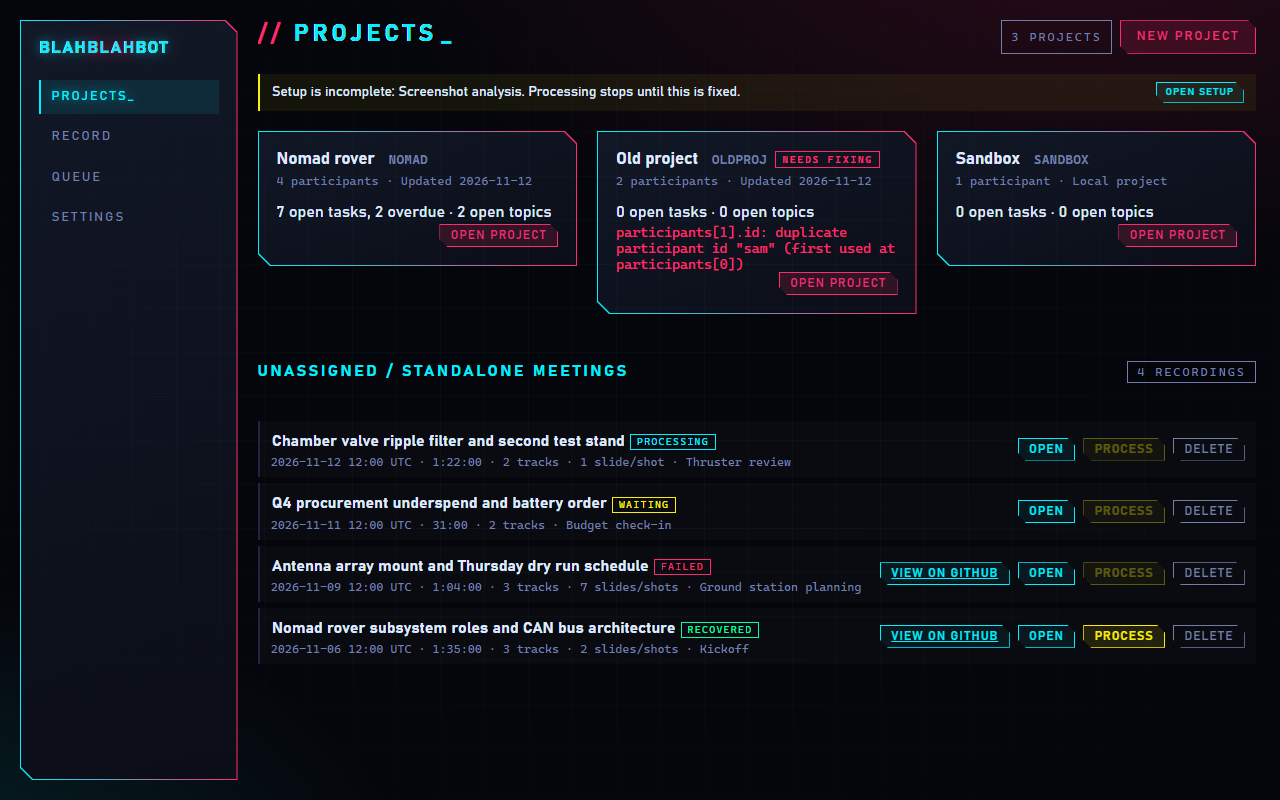 BLAHBLAHBOT
PROJECTS_
RECORD
QUEUE
SETTINGS
// PROJECTS_
3 PROJECTS
NEW PROJECT
Setup is incomplete: Screenshot analysis. Processing stops until this is fixed.
OPEN SETUP
Nomad rover NOMAD
4 participants · Updated 2026-11-12
7 open tasks, 2 overdue · 2 open topics
OPEN PROJECT
Old project OLDPROJ NEEDS FIXING
2 participants · Updated 2026-11-12
0 open tasks · 0 open topics
participants[1].id: duplicate
participant id "sam" (first used at
participants[0])
OPEN PROJECT
Sandbox SANDBOX
1 participant · Local project
0 open tasks · 0 open topics
OPEN PROJECT
UNASSIGNED / STANDALONE MEETINGS
4 RECORDINGS
Chamber valve ripple filter and second test stand PROCESSING
2026-11-12 12:00 UTC · 1:22:00 · 2 tracks · 1 slide/shot · Thruster review
OPEN PROCESS DELETE
Q4 procurement underspend and battery order WAITING
2026-11-11 12:00 UTC · 31:00 · 2 tracks · Budget check-in
OPEN PROCESS DELETE
Antenna array mount and Thursday dry run schedule FAILED
2026-11-09 12:00 UTC · 1:04:00 · 3 tracks · 7 slides/shots · Ground station planning
VIEW ON GITHUB OPEN PROCESS DELETE
Nomad rover subsystem roles and CAN bus architecture RECOVERED
2026-11-06 12:00 UTC · 1:35:00 · 3 tracks · 2 slides/shots · Kickoff
VIEW ON GITHUB OPEN PROCESS DELETE